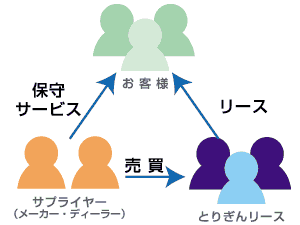 お客様
保守
サービス
リース
売買
サプライヤー
（メーカー・ディーラー）
とりぎんリース